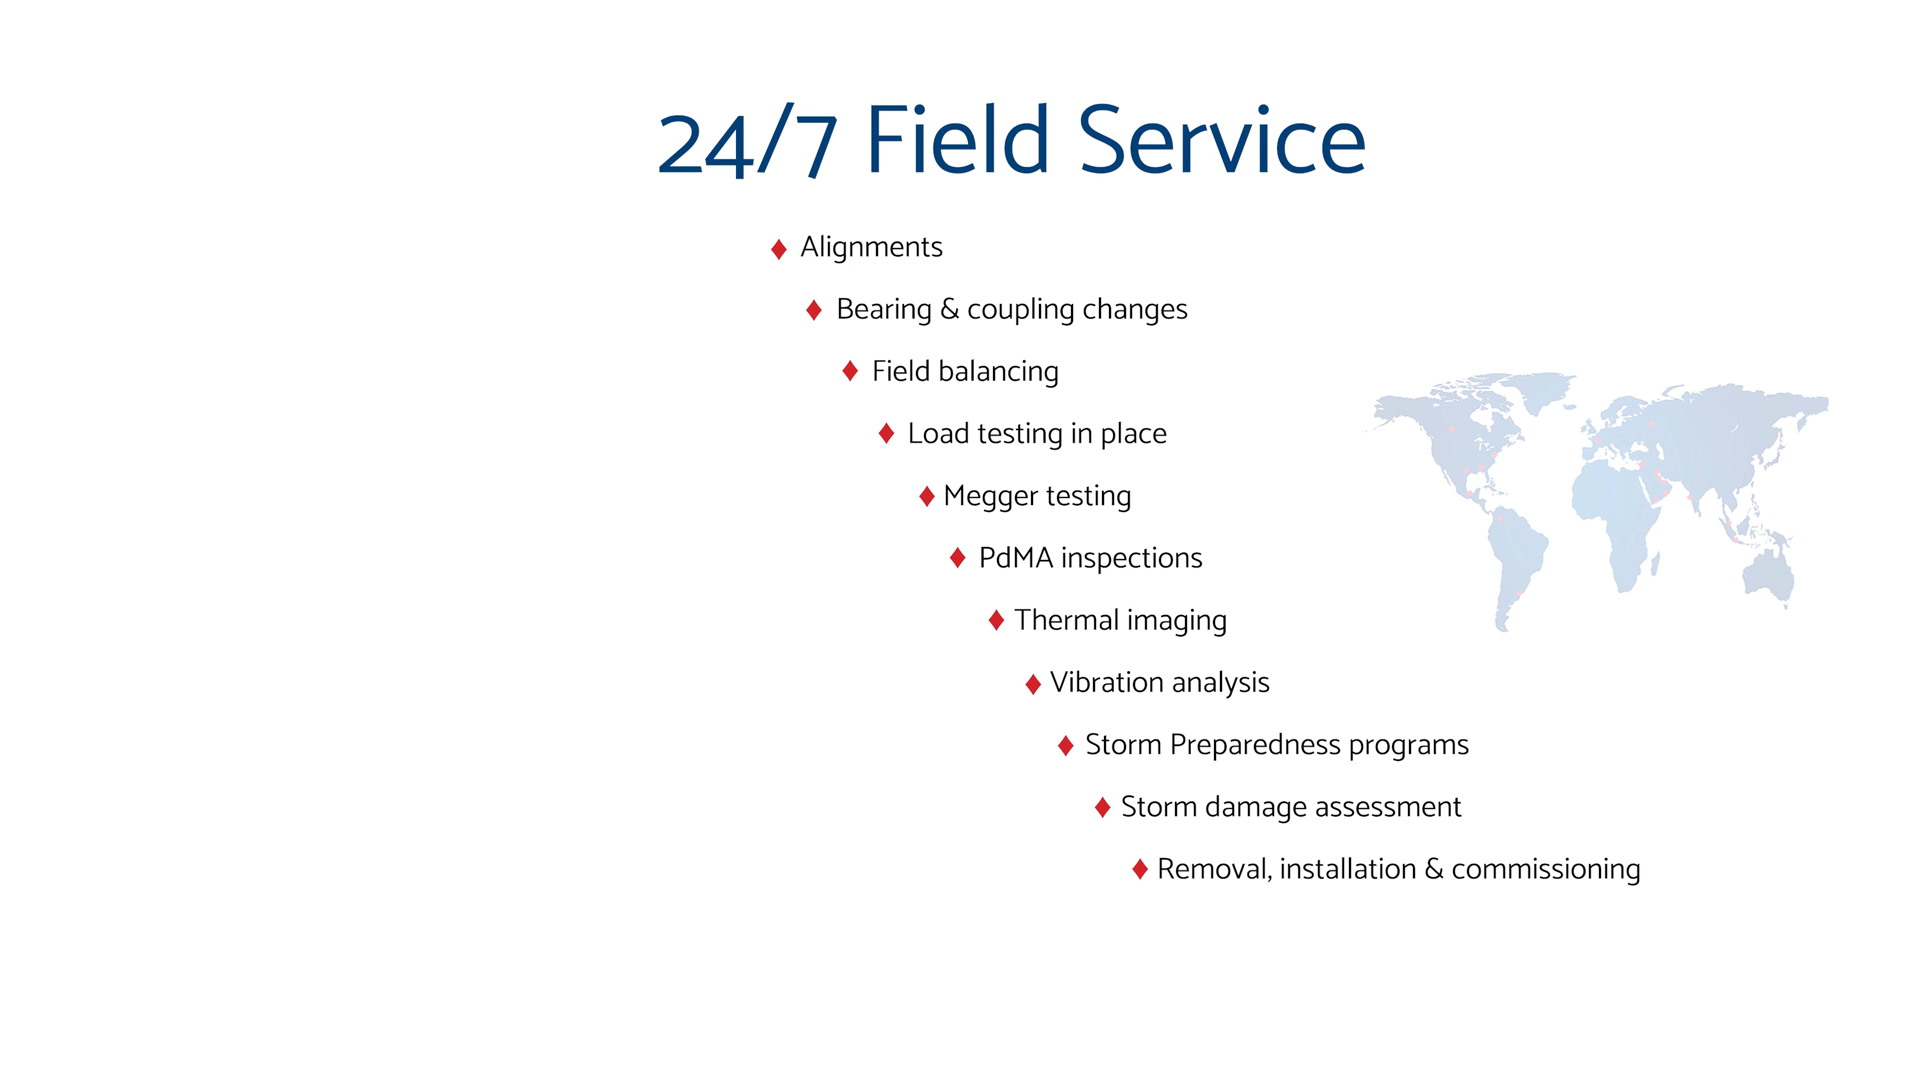 24/7 Field Service
Alignments
Bearing & coupling changes
Field balancing
Load testing in place
Megger testing
PdMA inspections
Thermal imaging
Vibration analysis
Storm Preparedness programs
Storm damage assessment
Removal, installation & commissioning